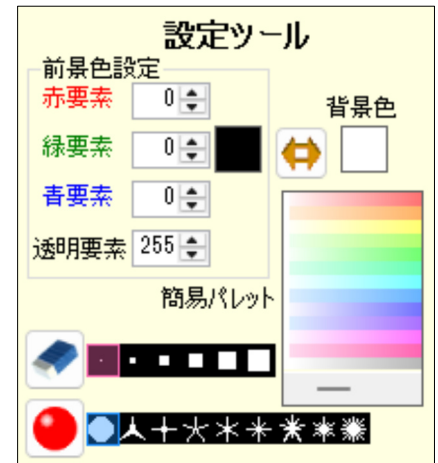 設定ツール
前景色設定
赤要素 0
背景色
緑要素 0
青要素 0
透明要素 255
簡易パレット